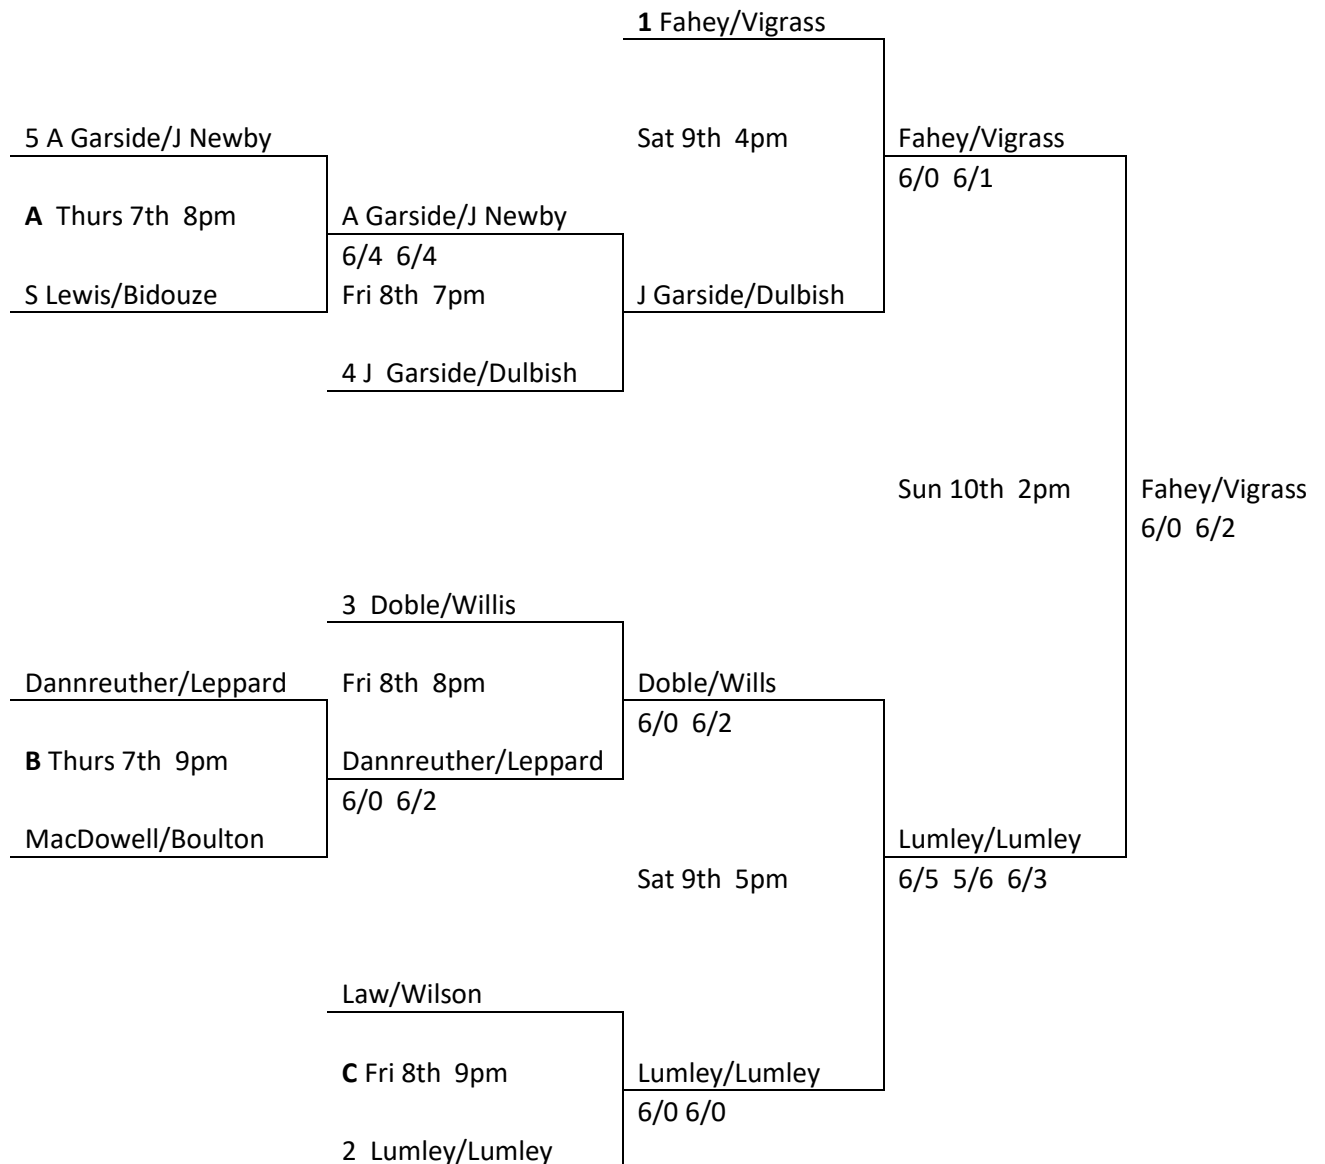 1 Fahey/Vigrass
5 A Garside/J Newby
Sat 9th 4pm
Fahey/Vigrass
6/0 6/1
A Thurs 7th 8pm
A Garside/J Newby
6/4 6/4
S Lewis/Bidouze
Fri 8th 7pm
J Garside/Dulbish
4 J Garside/Dulbish
Sun 10th 2pm
Fahey/Vigrass
6/0 6/2
3 Doble/Willis
Dannreuther/Leppard
Fri 8th 8pm
Doble/Wills
6/0 6/2
B Thurs 7th 9pm
Dannreuther/Leppard
6/0 6/2
MacDowell/Boulton
Lumley/Lumley
Sat 9th 5pm
6/5 5/6 6/3
Law/Wilson
C Fri 8th 9pm
Lumley/Lumley
6/0 6/0
2 Lumley/Lumley